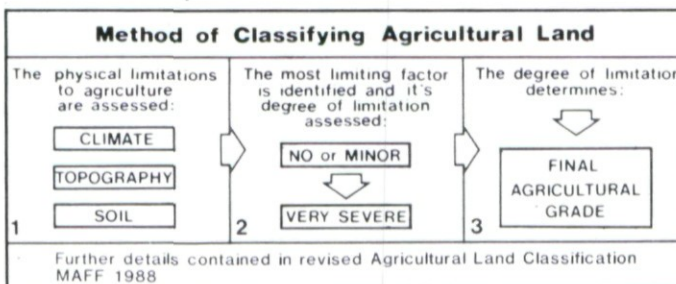 Method of Classifying Agricultural Land
The physical limitations
to agriculture
are assessed:
CLIMATE
TOPOGRAPHY
SOIL
1
The most limiting factor
is identified and it's
degree of limitation
assessed:
NO or MINOR
VERY SEVERE
2
The degree of limitation
determines:
FINAL
AGRICULTURAL
GRADE
3
Further details contained in revised Agricultural Land Classification
MAFF 1988